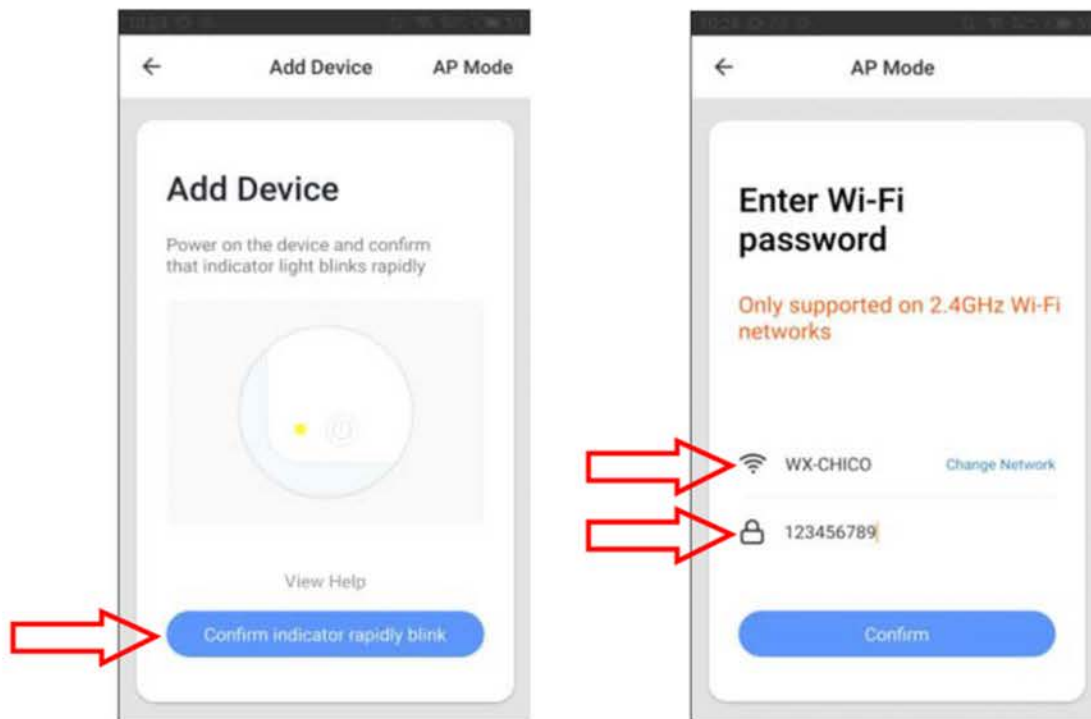 Add Device
AP Mode
Add Device
Power on the device and confirm
that indicator light blinks rapidly
View Help
Confirm indicator rapidly blink
AP Mode
Enter Wi-Fi
password
Only supported on 2.4GHz Wi-Fi
networks
WX-CHICO
Change Network
123456789
Confirm